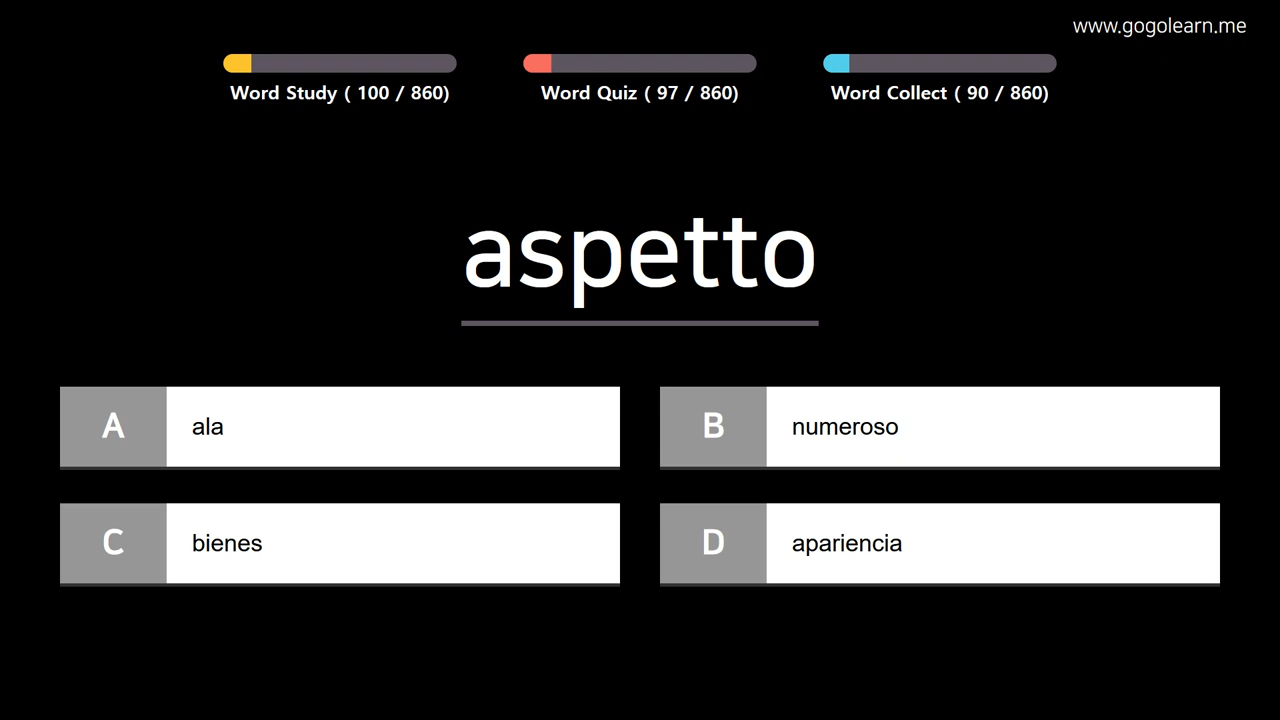 www.gogolearn.me
Word Study ( 100 / 860)
Word Quiz ( 97 / 860)
Word Collect ( 90 / 860)
aspetto
A ala
B numeroso
C bienes
D apariencia